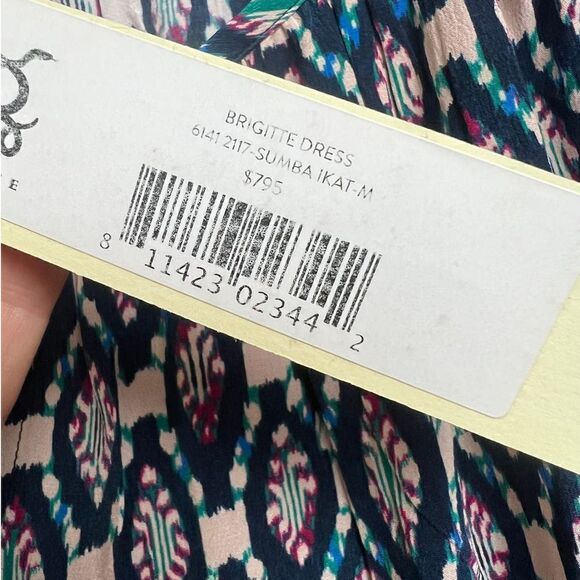 BRIGITTE DRESS
6141 2117-SUMBA IKAT-M
$795
8 11423 02344 2